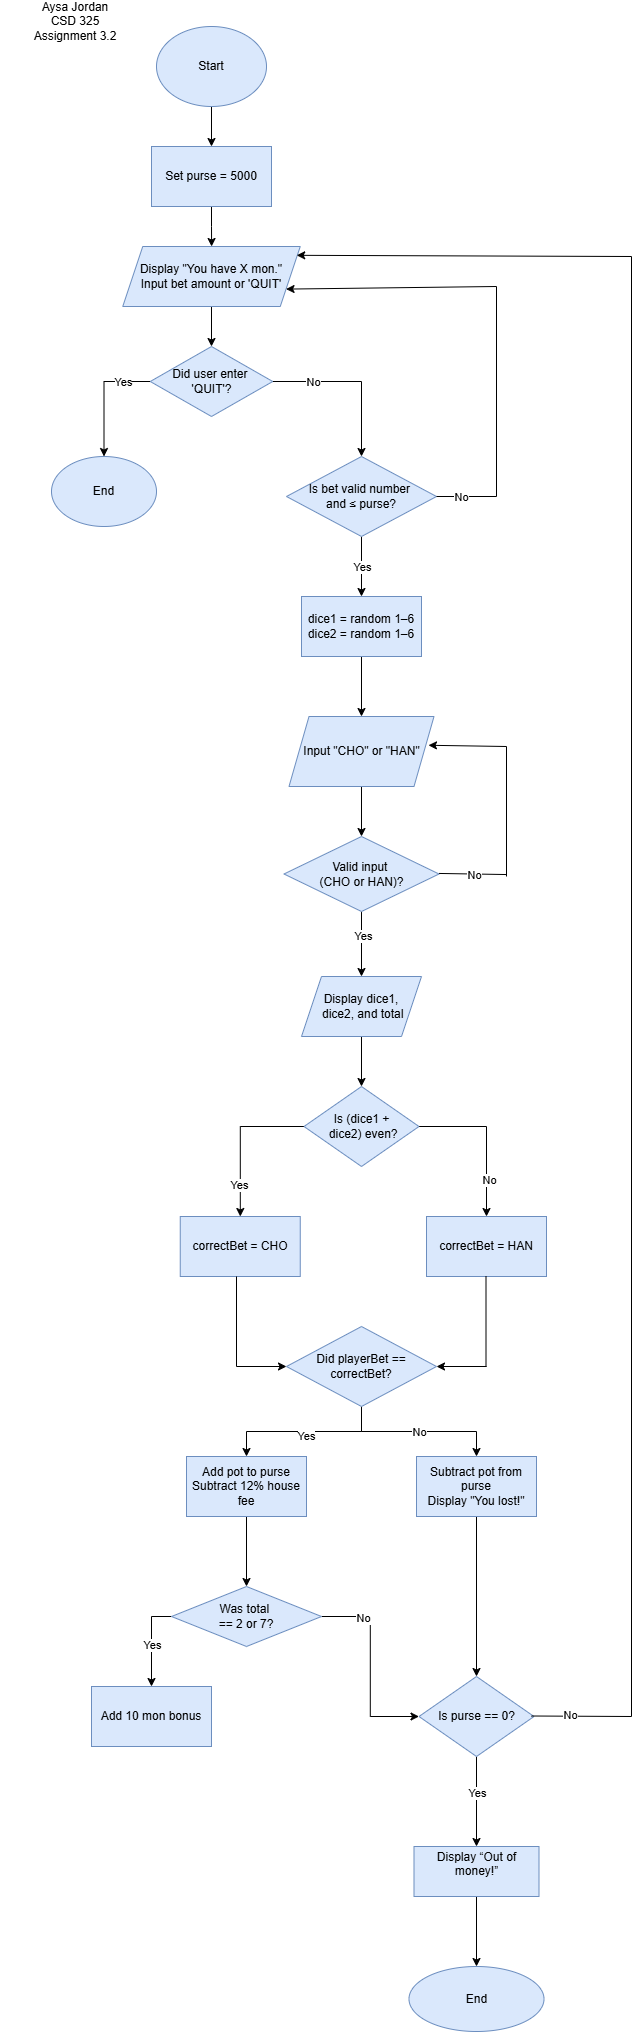 Aysa Jordan
CSD 325
Assignment 3.2
Start
Set purse = 5000
Display "You have X mon."
Input bet amount or 'QUIT'
Did user enter
'QUIT'?
Yes
No
End
Is bet valid number
and ≤ purse?
No
Yes
dice1 = random 1–6
dice2 = random 1–6
Input "CHO" or "HAN"
Valid input
(CHO or HAN)?
No
Yes
Display dice1,
dice2, and total
Is (dice1 +
dice2) even?
Yes
No
correctBet = CHO
correctBet = HAN
Did playerBet ==
correctBet?
Yes
No
Add pot to purse
Subtract 12% house
fee
Subtract pot from
purse
Display "You lost!"
Was total
== 2 or 7?
Yes
No
Add 10 mon bonus
Is purse == 0?
No
Yes
Display “Out of
money!”
End